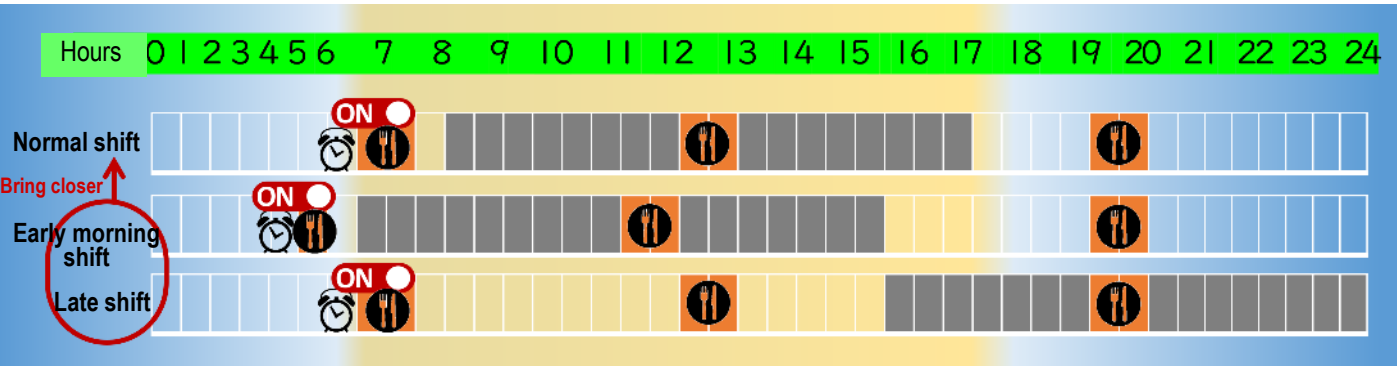 Hours 0 1 2 3 4 5 6 7 8 9 10 11 12 13 14 15 16 17 18 19 20 21 22 23 24
ON
Normal shift
Bring closer
ON
Early morning
shift
ON
Late shift